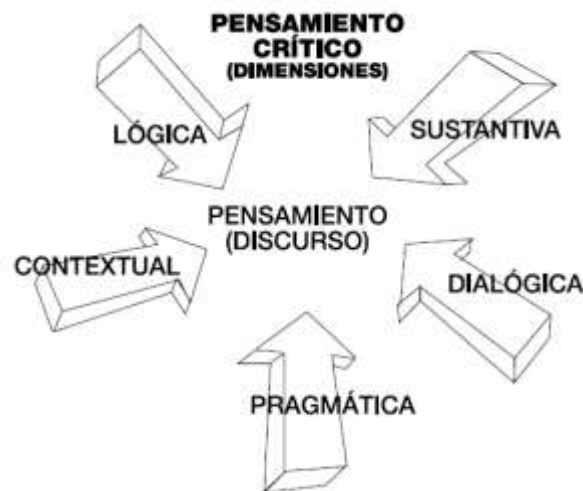 PENSAMIENTO
CRÍTICO
(DIMENSIONES)
LÓGICA
SUSTANTIVA
PENSAMIENTO
(DISCURSO)
CONTEXTUAL
DIALÓGICA
PRAGMÁTICA